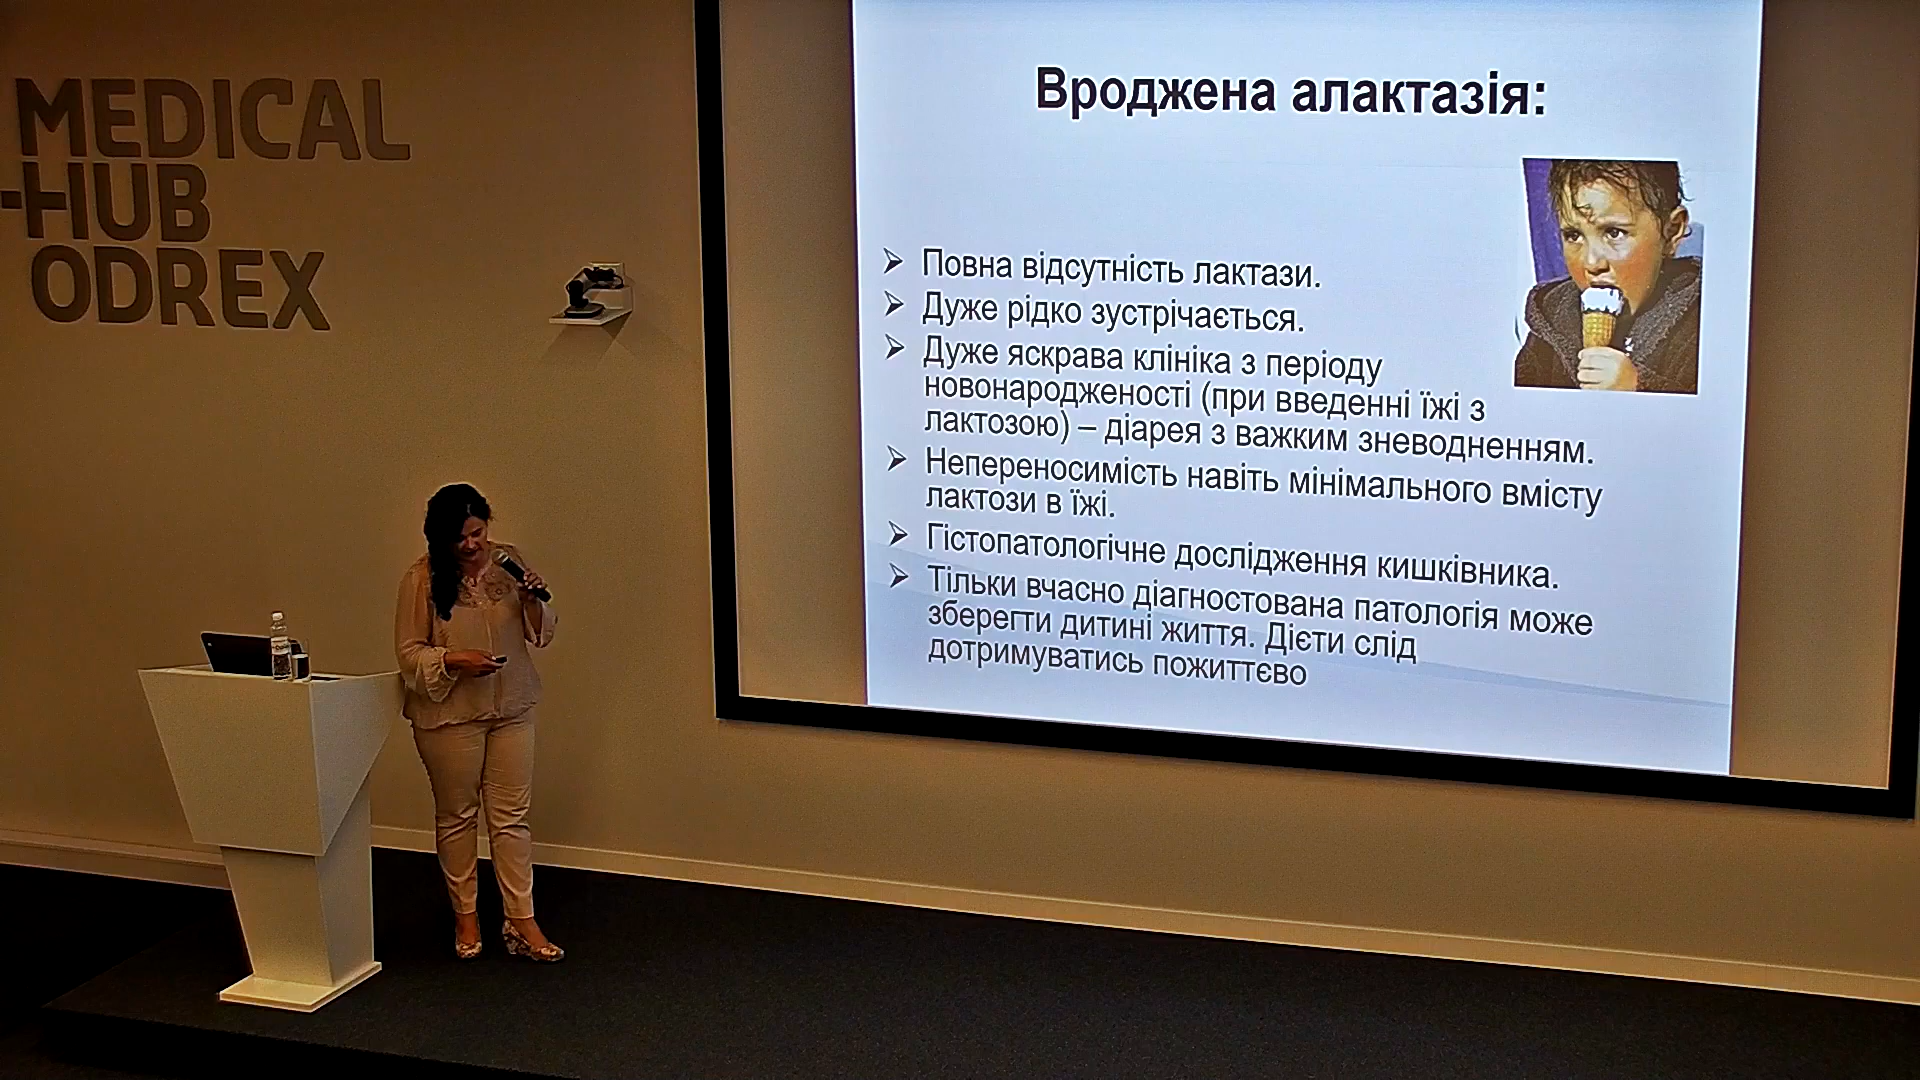 MEDICAL
-HUB
ODREX
Вроджена алактазія:
➢ Повна відсутність лактази.
➢ Дуже рідко зустрічається.
➢ Дуже яскрава клініка з періоду
новонародженості (при введенні їжі з
лактозою) – діарея з важким зневодненням.
➢ Непереносимість навіть мінімального вмісту
лактози в їжі.
➢ Гістопатологічне дослідження кишківника.
➢ Тільки вчасно діагностована патологія може
зберегти дитині життя. Дієти слід
дотримуватись пожиттєво